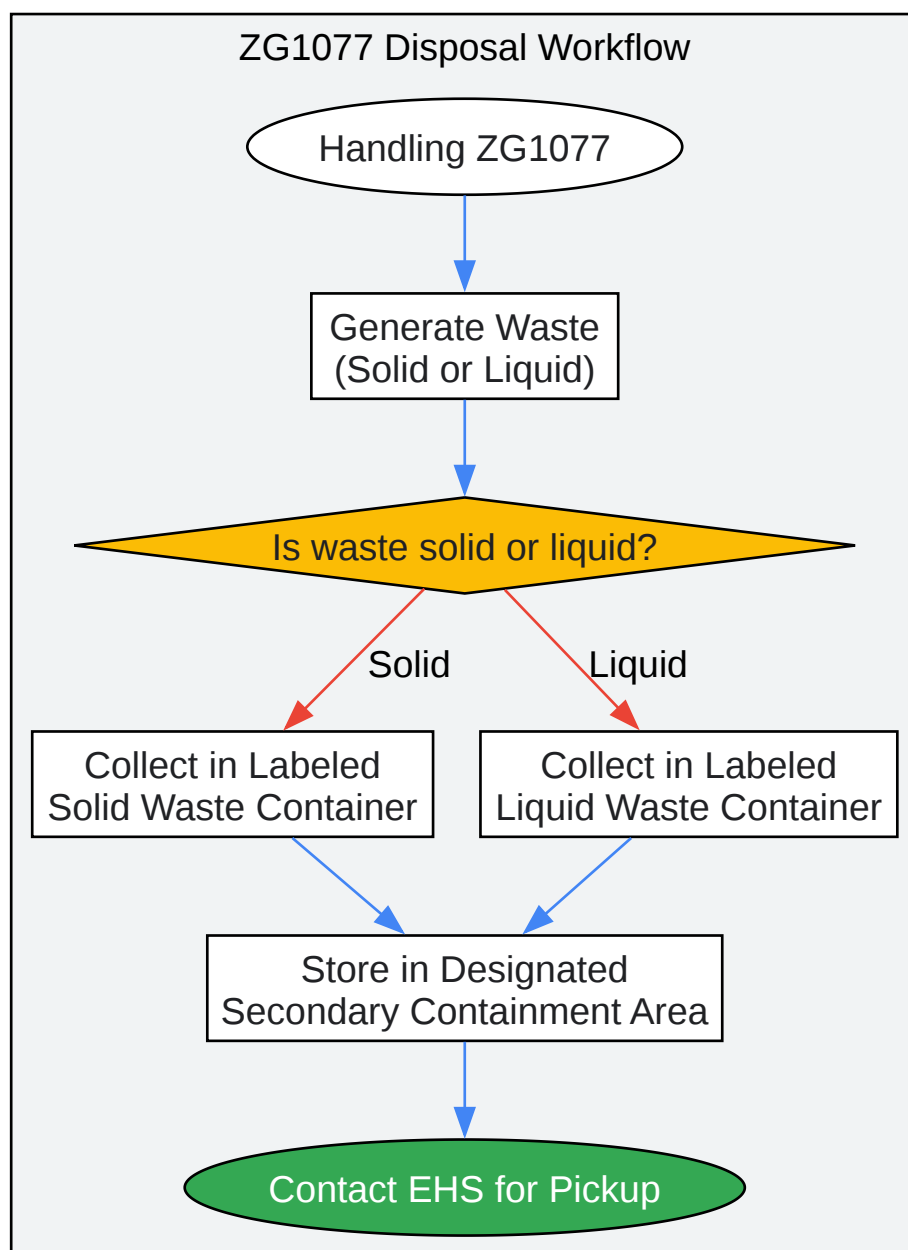 ZG1077 Disposal Workflow
Handling ZG1077
Generate Waste
(Solid or Liquid)
Is waste solid or liquid?
Solid
Liquid
Collect in Labeled
Solid Waste Container
Collect in Labeled
Liquid Waste Container
Store in Designated
Secondary Containment Area
Contact EHS for Pickup